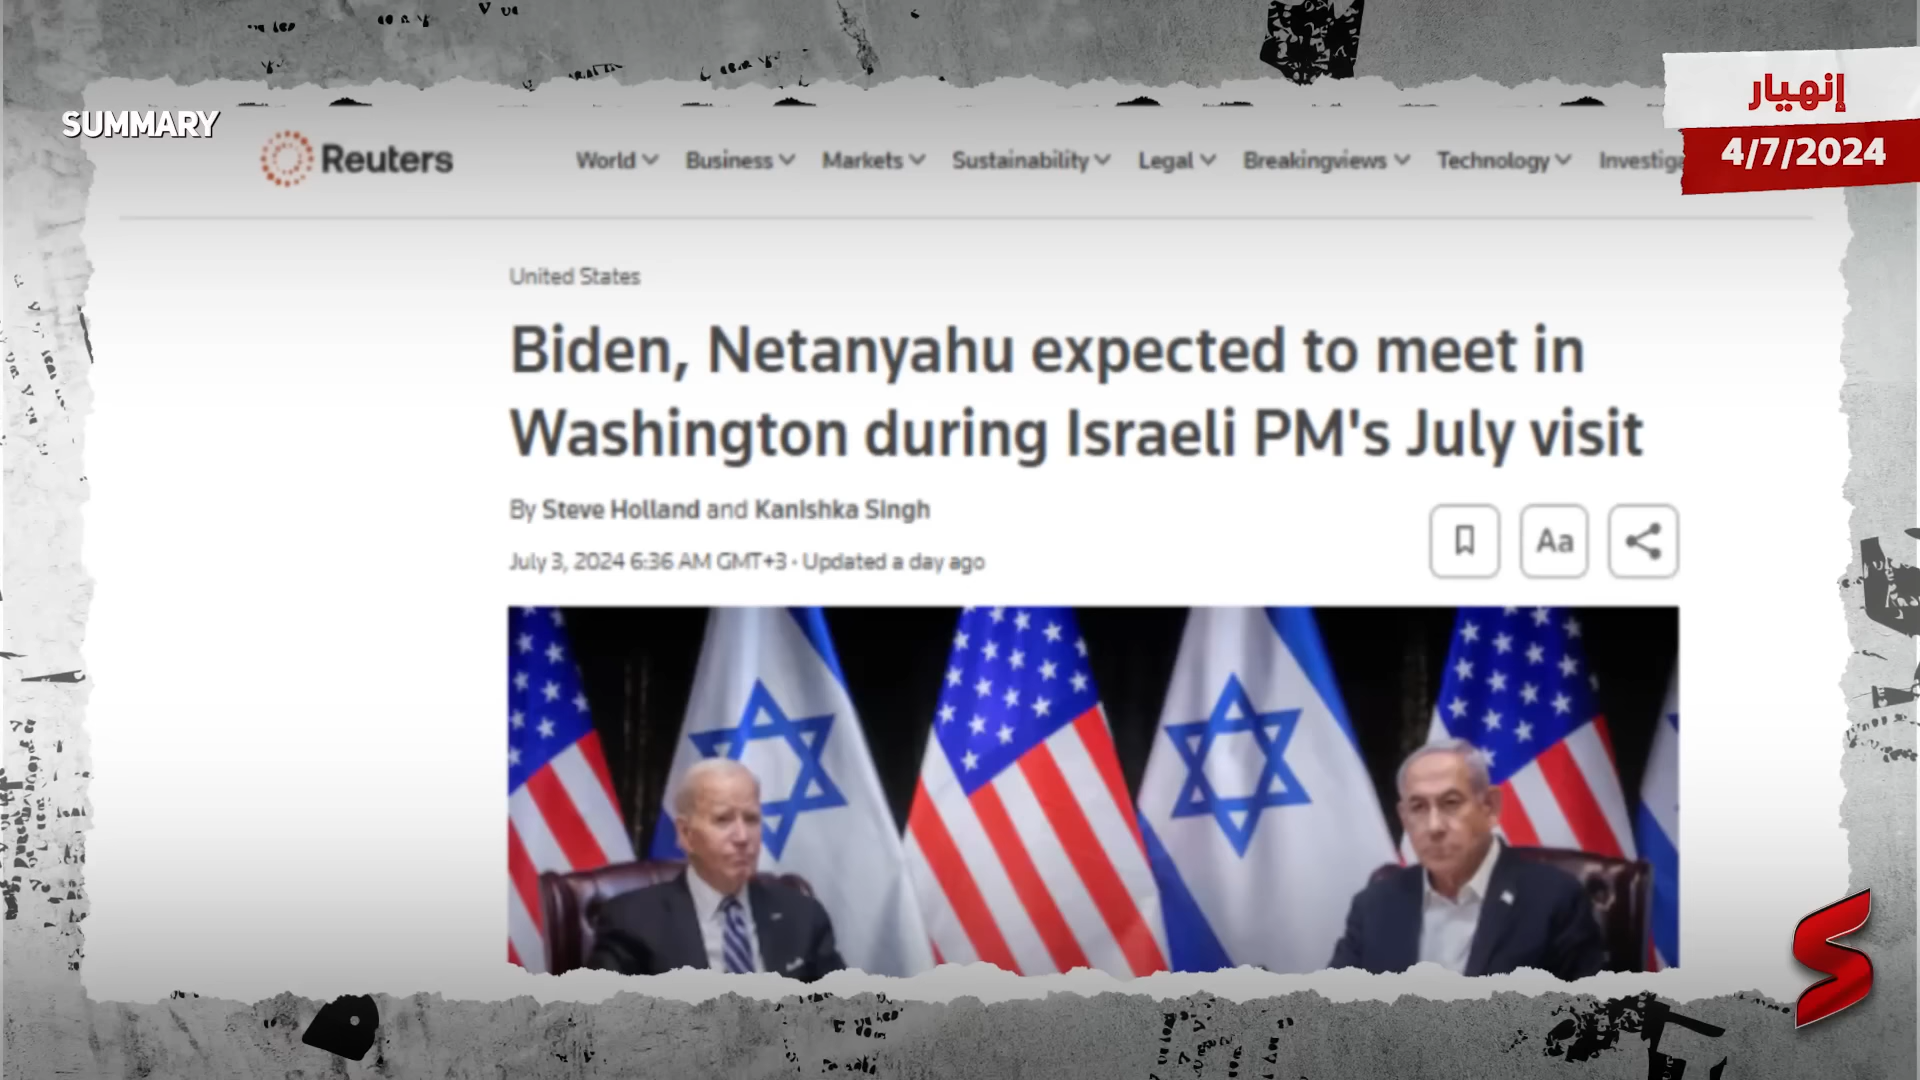 SUMMARY
إنهيار
4/7/2024
Reuters
World Business Markets Sustainability Legal Breakingviews Technology
United States
Biden, Netanyahu expected to meet in
Washington during Israeli PM's July visit
By Steve Holland and Kanishka Singh
July 3, 2024 6:36 AM GMT+3 · Updated a day ago
Aa